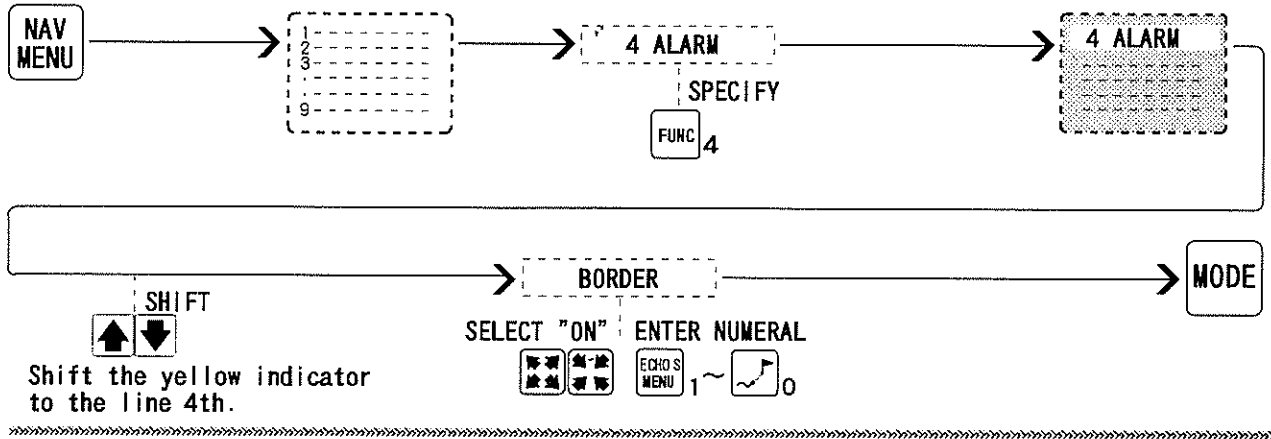 NAV MENU
1
2
3
9
4 ALARM
SPECIFY
FUNC 4
4 ALARM
SHIFT
Shift the yellow indicator
to the line 4th.
BORDER
SELECT "ON" ENTER NUMERAL
ECHO S MENU 1 ~ 0
MODE